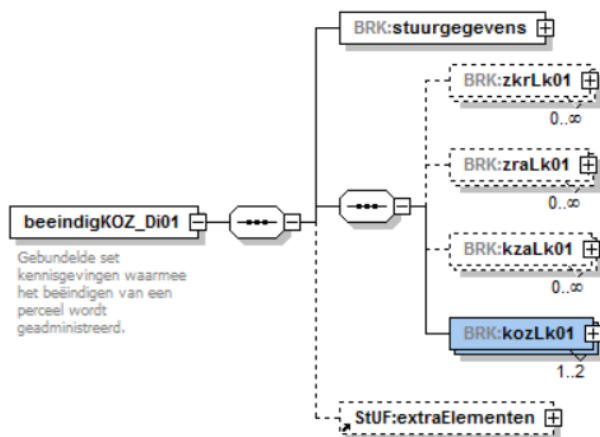 BRK:stuurgegevens
BRK:zkrLk01
0..∞
BRK:zraLk01
0..∞
beeindigKOZ_Di01
Gebundelde set
kennisgevingen waarmee
het beëindigen van een
perceel wordt
geadministreerd.
BRK:kzaLk01
0..∞
BRK:kozLk01
1..2
StUF:extraElementen